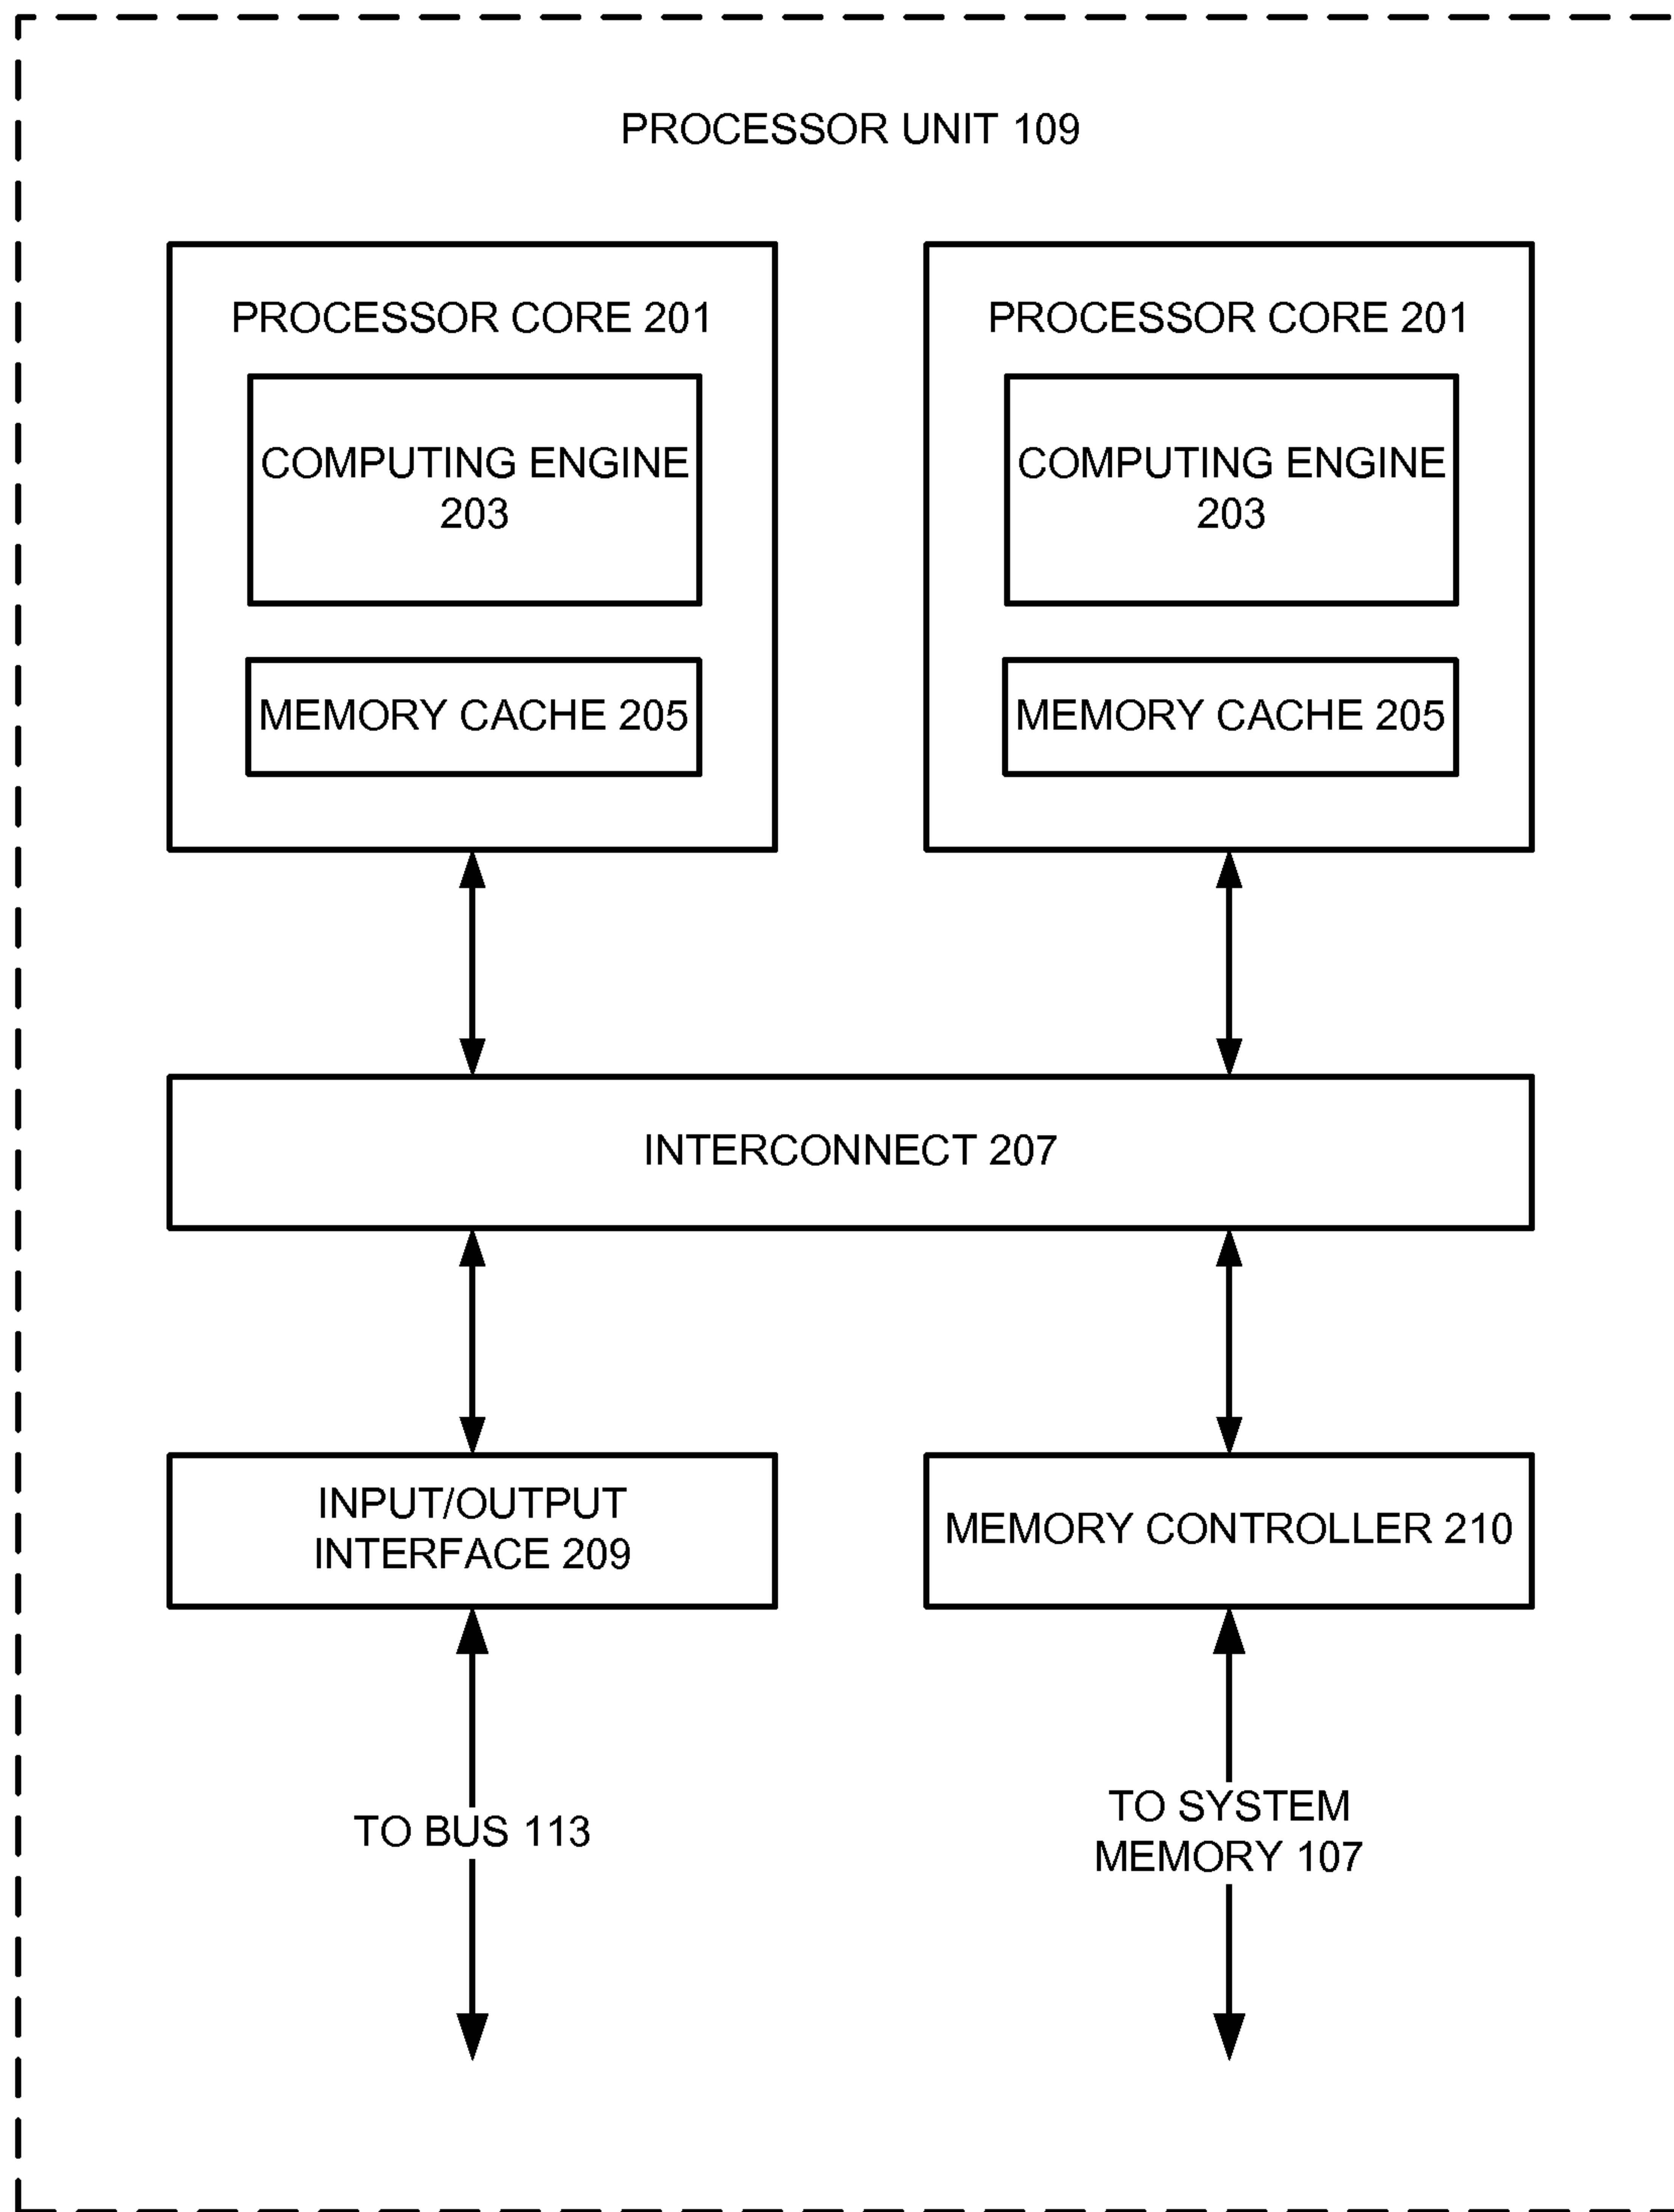 PROCESSOR UNIT 109
PROCESSOR CORE 201
COMPUTING ENGINE
203
MEMORY CACHE 205
PROCESSOR CORE 201
COMPUTING ENGINE
203
MEMORY CACHE 205
INTERCONNECT 207
INPUT/OUTPUT
INTERFACE 209
MEMORY CONTROLLER 210
TO BUS 113
TO SYSTEM
MEMORY 107